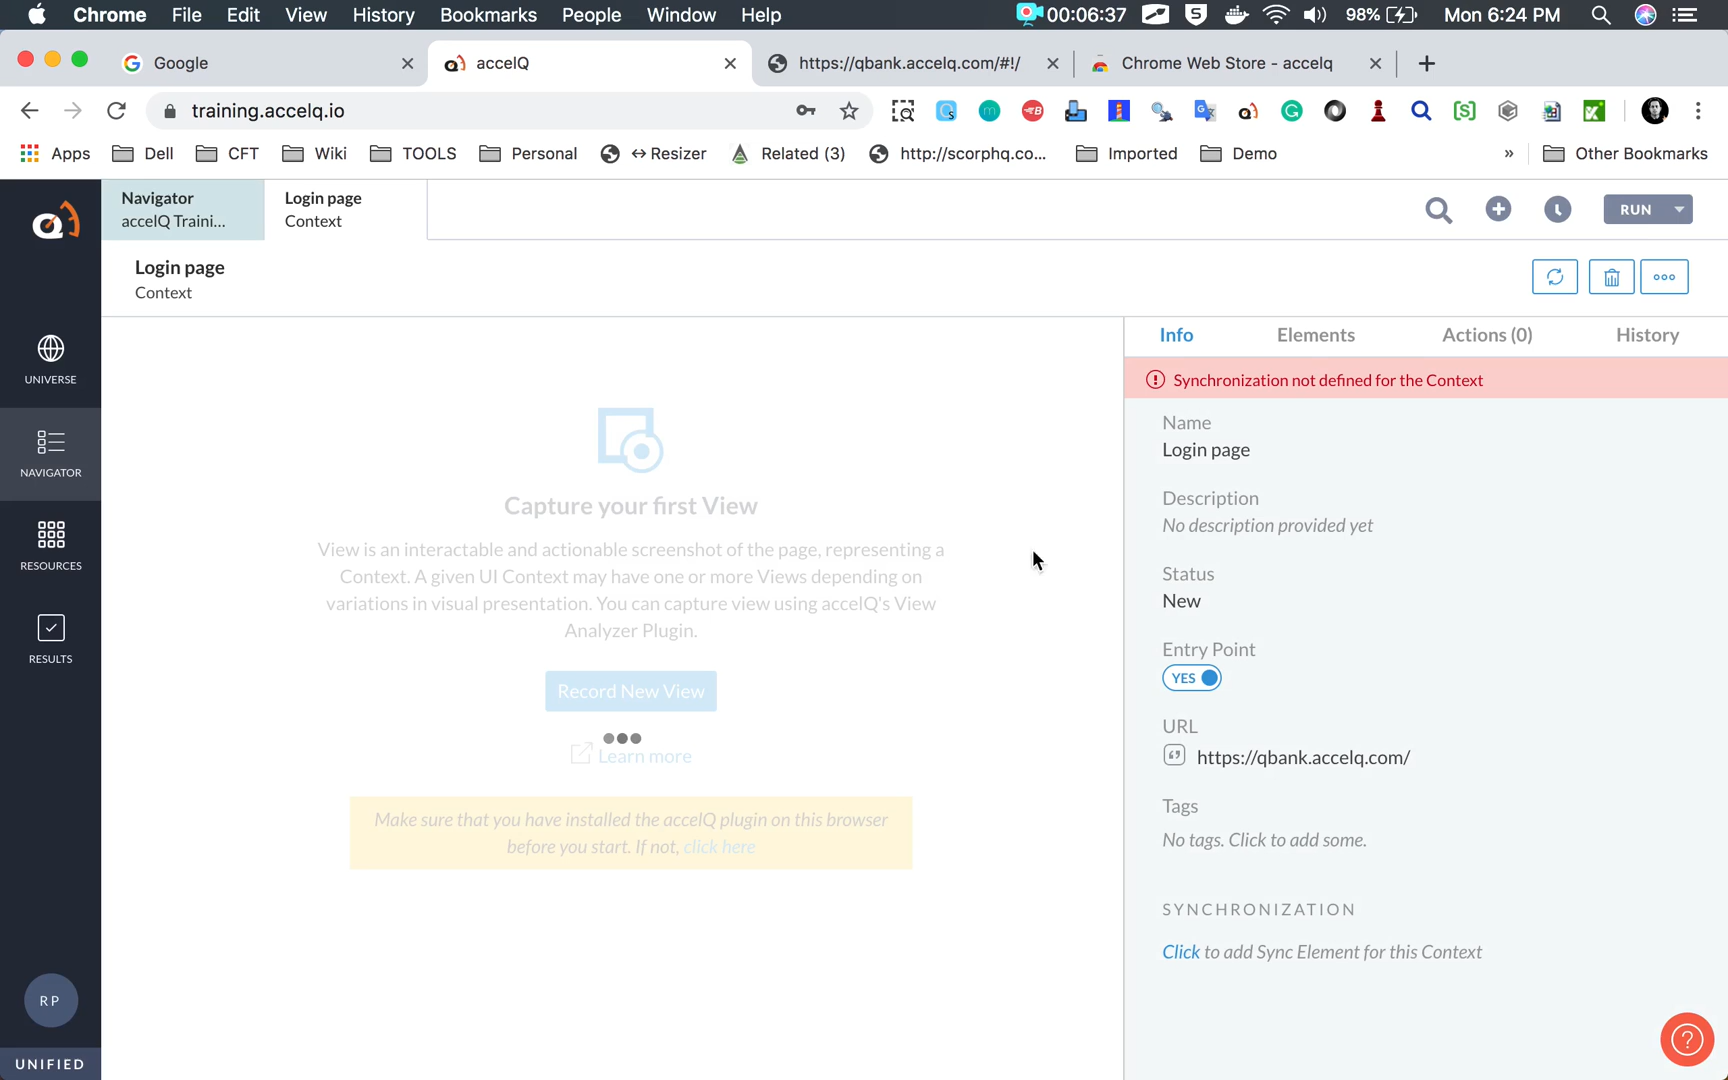 Chrome File Edit View History Bookmarks People Window Help 00:06:37 98% Mon 6:24 PM
Google accelQ https://qbank.accelq.com/#!/ Chrome Web Store - accelq
training.accelq.io
Apps Dell CFT Wiki TOOLS Personal ↔ Resizer Related (3) http://scorphq.co... Imported Demo » Other Bookmarks
Navigator
accelQ Traini...
Login page
Context
RUN
Login page
Context
UNIVERSE
NAVIGATOR
RESOURCES
RESULTS
RP
UNIFIED
Capture your first View
View is an interactable and actionable screenshot of the page, representing a
Context. A given UI Context may have one or more Views depending on
variations in visual presentation. You can capture view using accelQ's View
Analyzer Plugin.
Record New View
Learn more
Make sure that you have installed the accelQ plugin on this browser
before you start. If not, click here
Info Elements Actions (0) History
Synchronization not defined for the Context
Name
Login page
Description
No description provided yet
Status
New
Entry Point
YES
URL
https://qbank.accelq.com/
Tags
No tags. Click to add some.
SYNCHRONIZATION
Click to add Sync Element for this Context